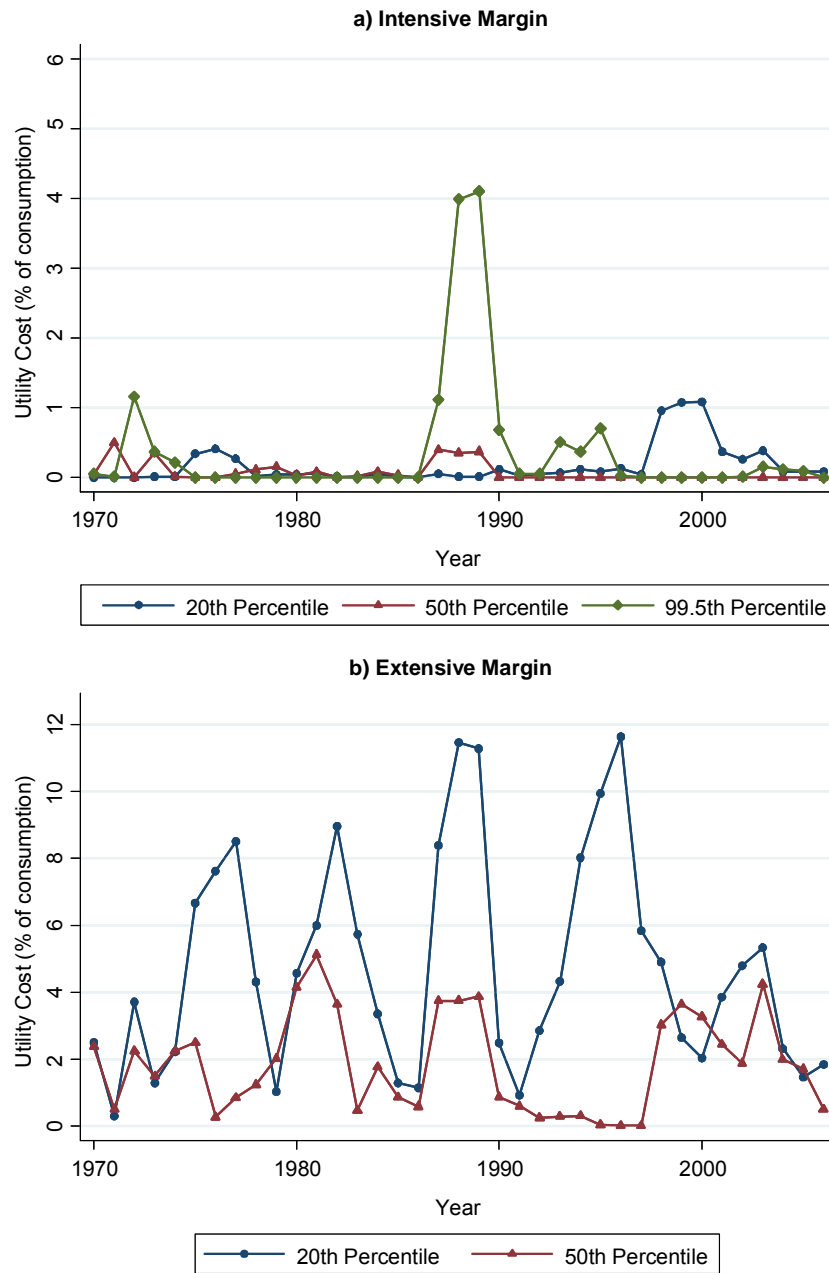 a) Intensive Margin
Utility Cost (% of consumption)
6
5
4
3
2
1
0
1970 1980 1990 2000
Year
20th Percentile 50th Percentile 99.5th Percentile
b) Extensive Margin
Utility Cost (% of consumption)
12
10
8
6
4
2
0
1970 1980 1990 2000
Year
20th Percentile 50th Percentile